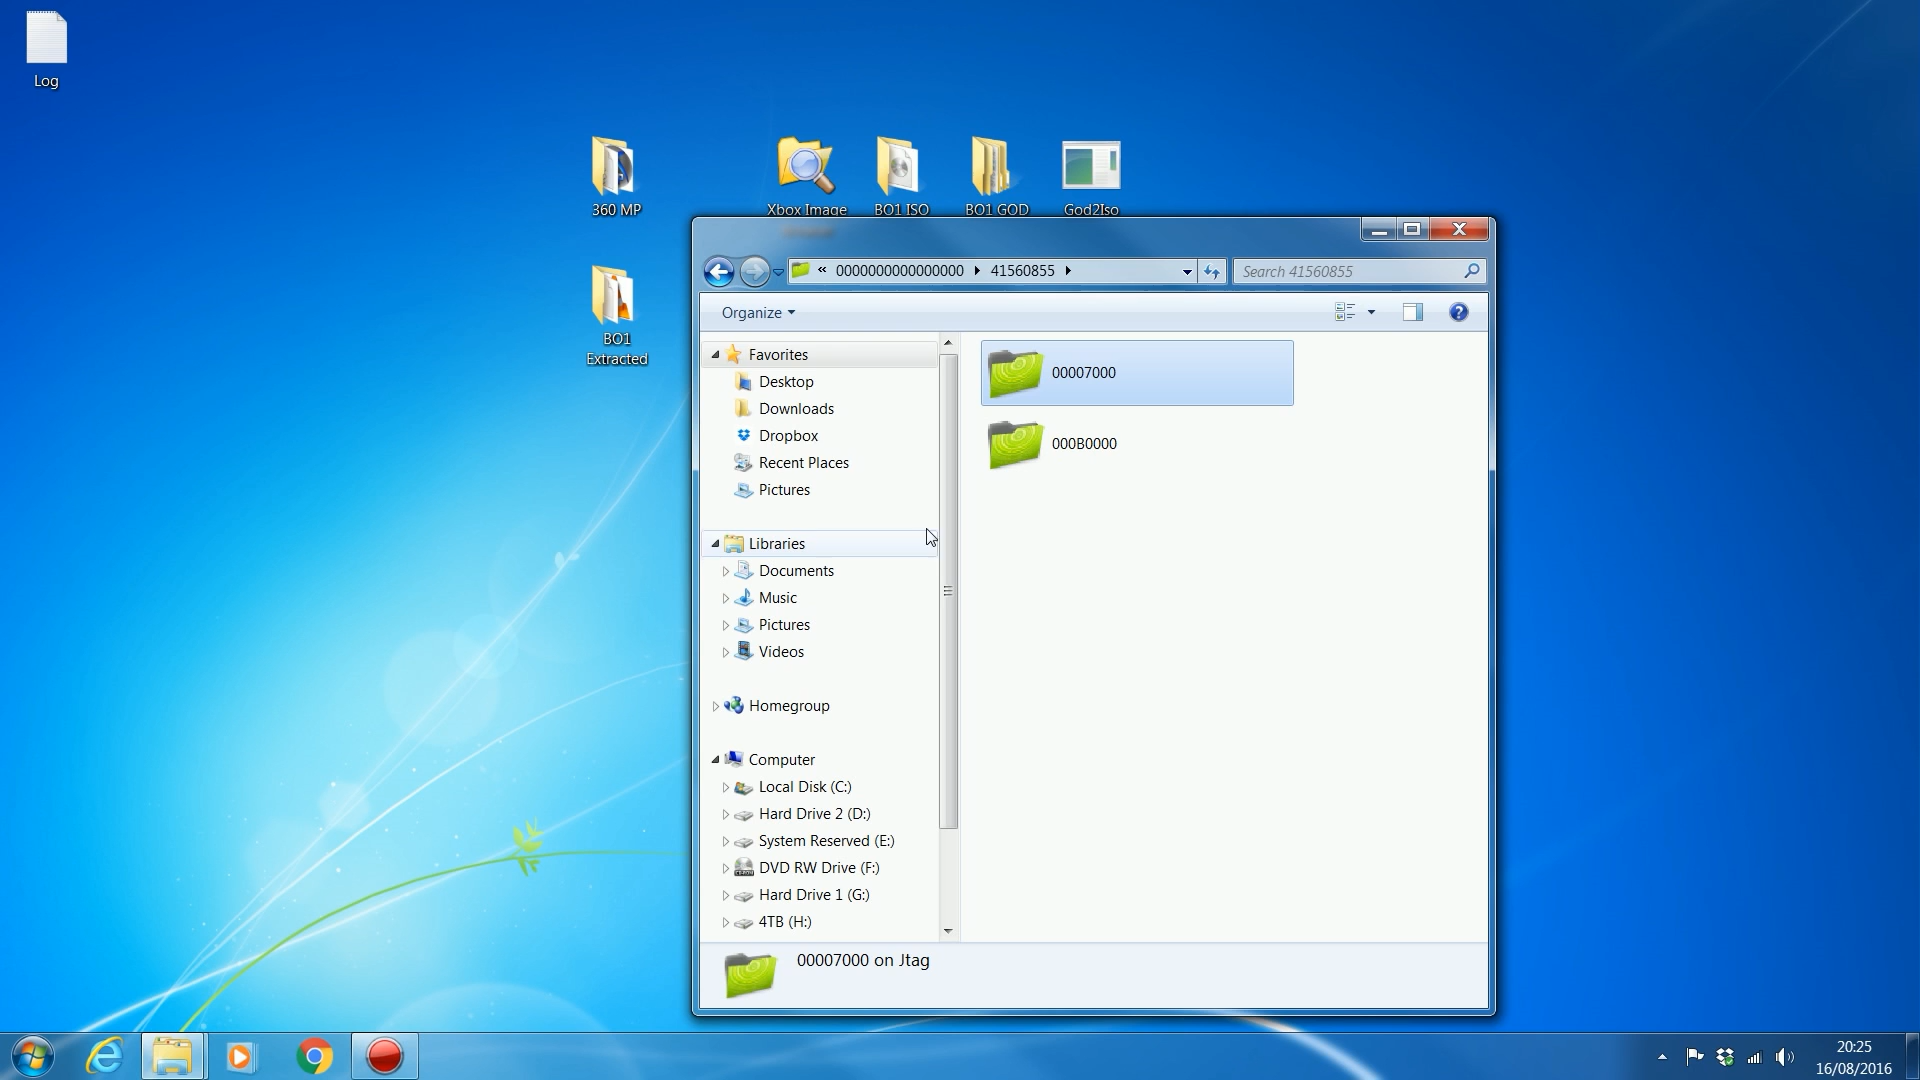 Log
360 MP
Xbox Image
BO1 ISO
BO1 GOD
God2Iso
BO1
Extracted
« 0000000000000000 41560855
Search 41560855
Organize
Favorites
Desktop
Downloads
Dropbox
Recent Places
Pictures
Libraries
Documents
Music
Pictures
Videos
Homegroup
Computer
Local Disk (C:)
Hard Drive 2 (D:)
System Reserved (E:)
DVD RW Drive (F:)
Hard Drive 1 (G:)
4TB (H:)
00007000
000B0000
00007000 on Jtag
20:25
16/08/2016